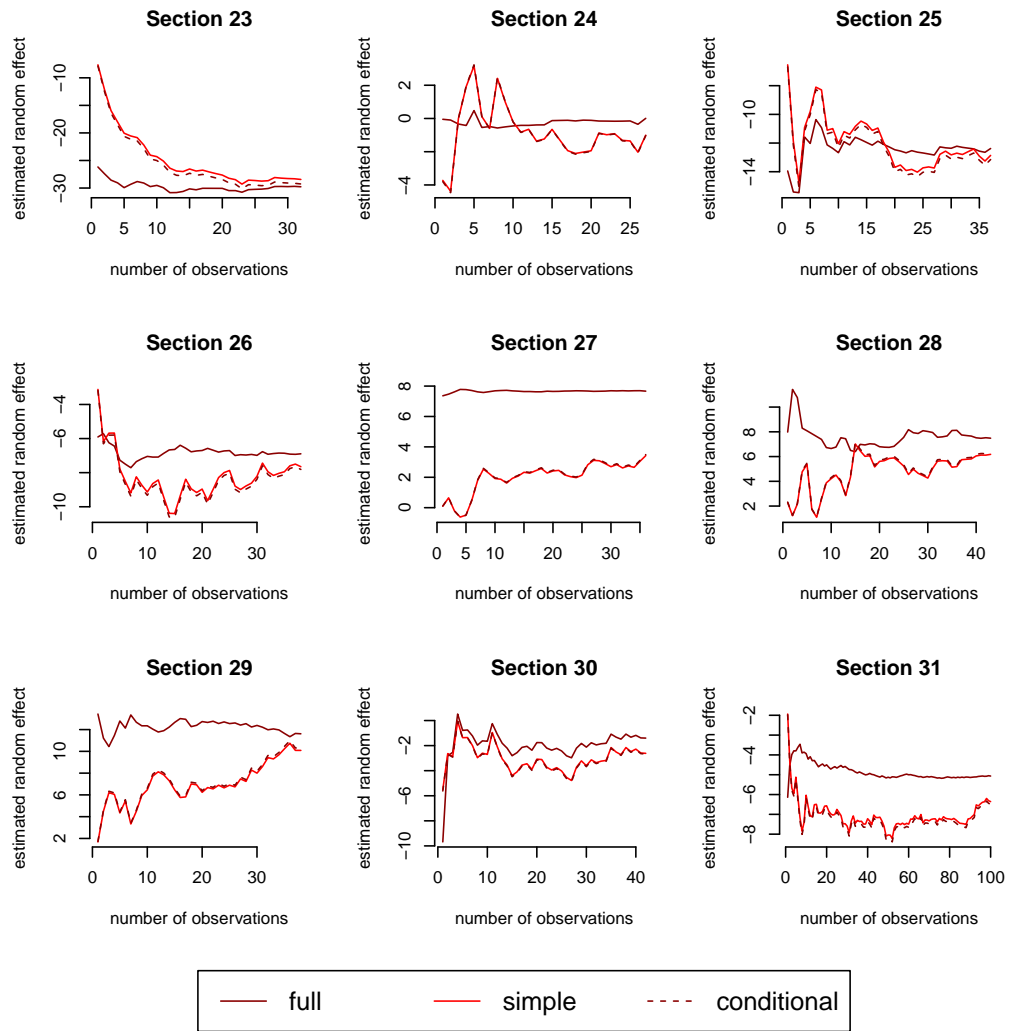 Section 23
estimated random effect
−10
−20
−30
0 5 10 20 30
number of observations
Section 24
estimated random effect
2
0
−4
0 5 10 15 20 25
number of observations
Section 25
estimated random effect
−10
−14
0 5 15 25 35
number of observations
Section 26
estimated random effect
−4
−6
−10
0 10 20 30
number of observations
Section 27
estimated random effect
8
6
4
2
0
0 5 10 20 30
number of observations
Section 28
estimated random effect
8
6
4
2
0 10 20 30 40
number of observations
Section 29
estimated random effect
10
6
2
0 10 20 30
number of observations
Section 30
estimated random effect
−2
−6
−10
0 10 20 30 40
number of observations
Section 31
estimated random effect
−2
−4
−6
−8
0 20 40 60 80 100
number of observations
full simple conditional